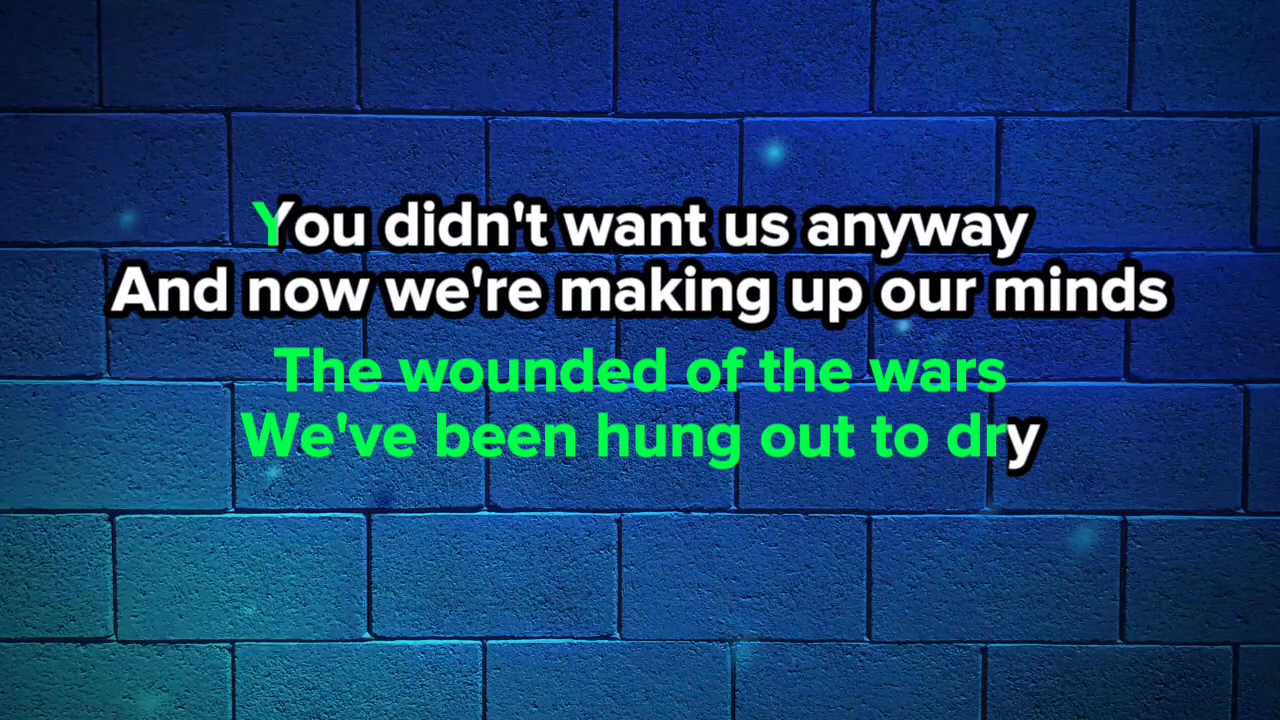 You didn't want us anyway
And now we're making up our minds
The wounded of the wars
We've been hung out to dry